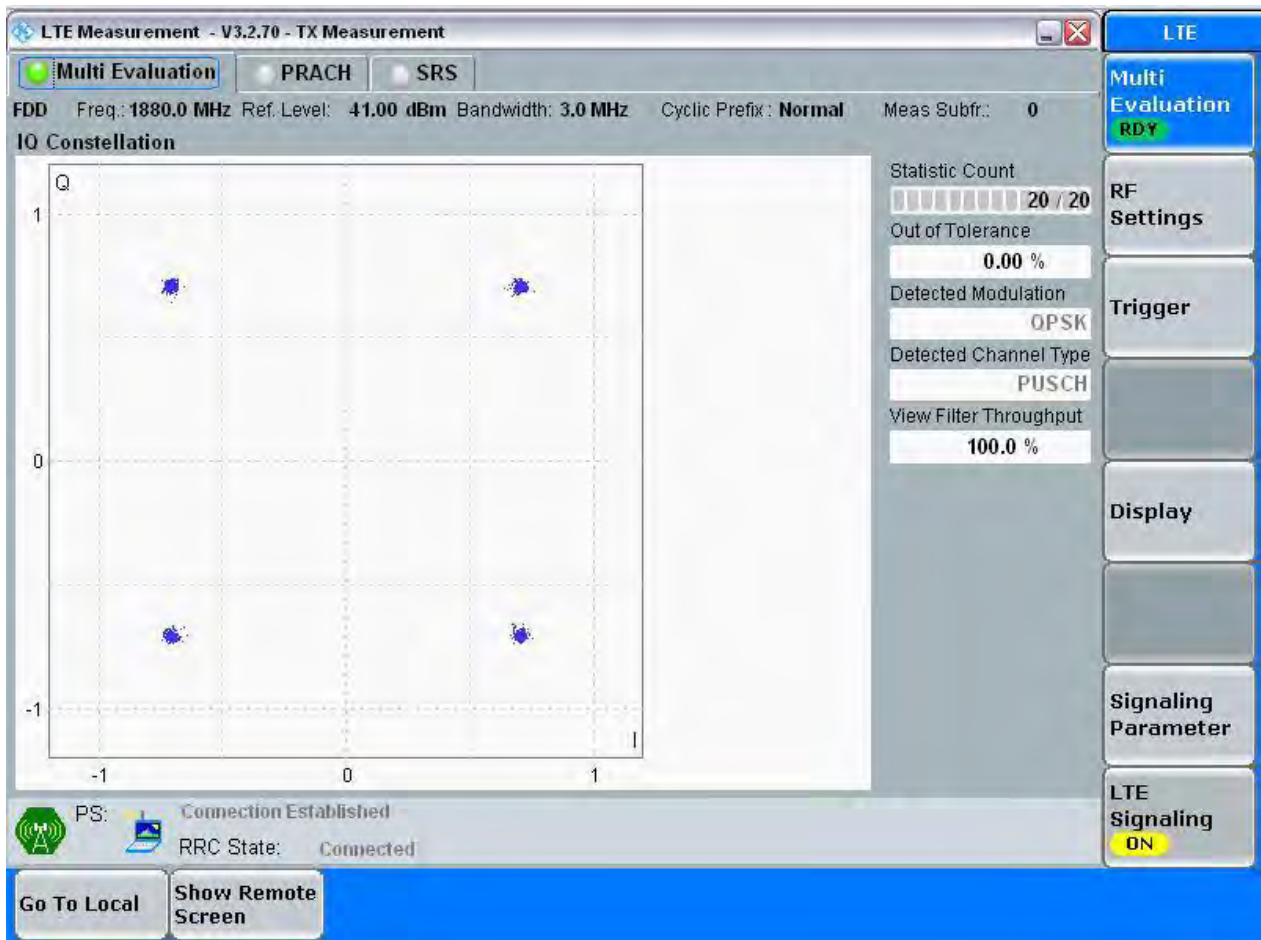 LTE Measurement - V3.2.70 - TX Measurement
LTE
Multi Evaluation PRACH SRS
Multi
Evaluation
RDY
FDD Freq.: 1880.0 MHz Ref. Level: 41.00 dBm Bandwidth: 3.0 MHz Cyclic Prefix : Normal Meas Subfr.: 0
IQ Constellation
Q
1
0
-1
I
-1 0 1
Statistic Count
20 / 20
Out of Tolerance
0.00 %
Detected Modulation
QPSK
Detected Channel Type
PUSCH
View Filter Throughput
100.0 %
RF
Settings
Trigger
Display
Signaling
Parameter
LTE
Signaling
ON
PS: Connection Established
RRC State: Connected
Go To Local
Show Remote
Screen